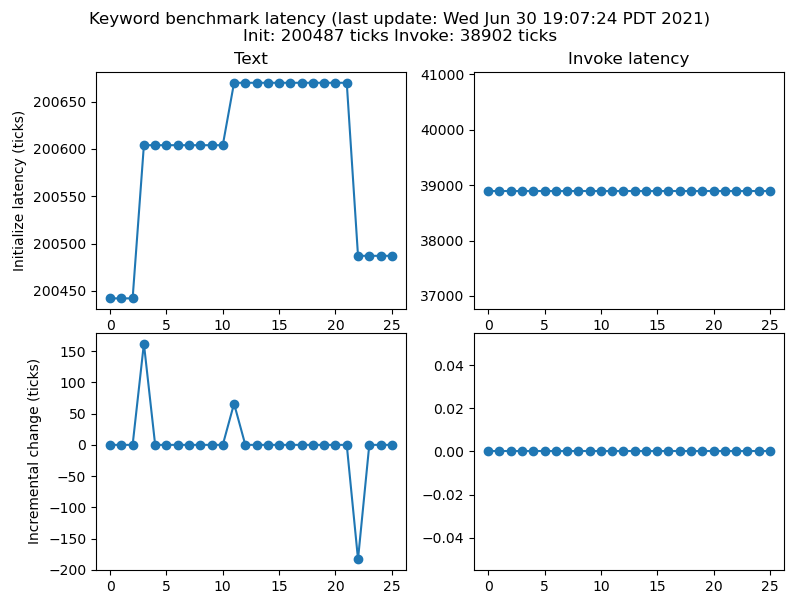 Keyword benchmark latency (last update: Wed Jun 30 19:07:24 PDT 2021)
Init: 200487 ticks Invoke: 38902 ticks
Text
Invoke latency
Initialize latency (ticks)
200650
200600
200550
200500
200450
0 5 10 15 20 25
41000
40000
39000
38000
37000
0 5 10 15 20 25
Incremental change (ticks)
150
100
50
0
−50
−100
−150
−200
0 5 10 15 20 25
0.04
0.02
0.00
−0.02
−0.04
0 5 10 15 20 25